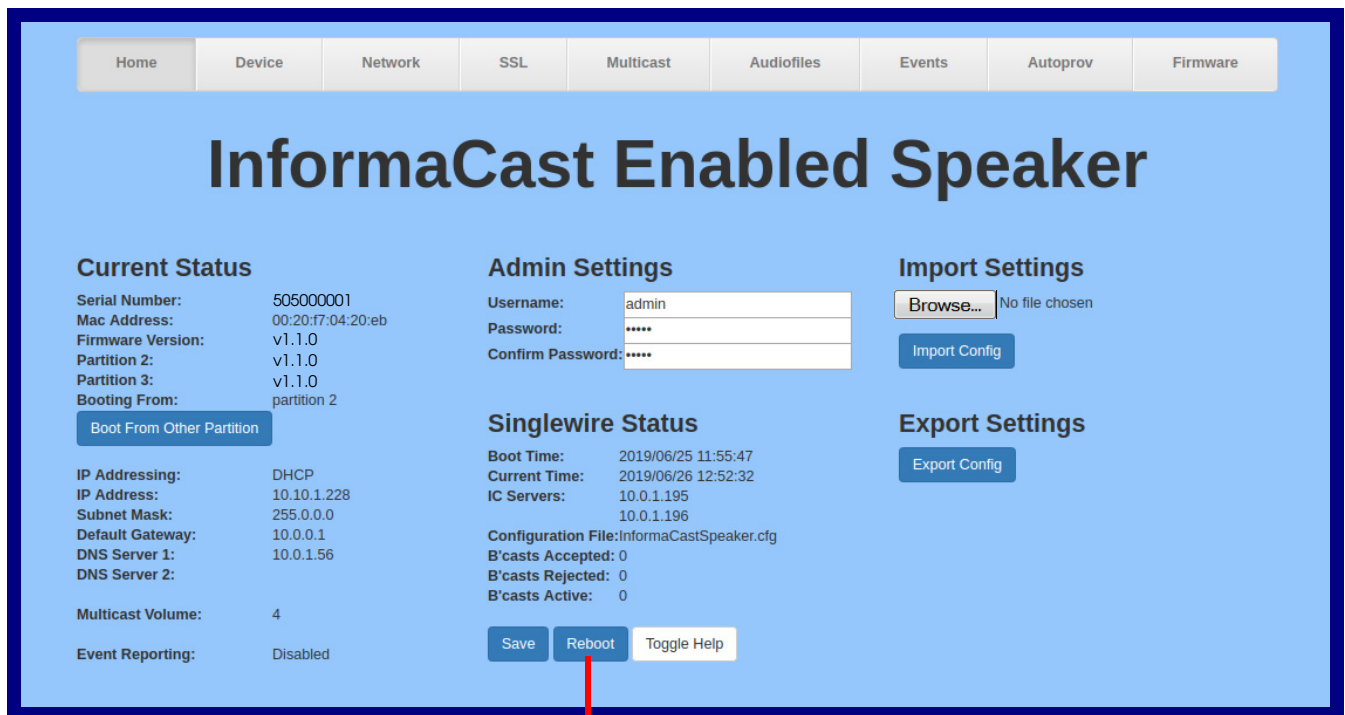 Home Device Network SSL Multicast Audiofiles Events Autoprov Firmware
InformaCast Enabled Speaker
Current Status
Serial Number: 505000001
Mac Address: 00:20:f7:04:20:eb
Firmware Version: v1.1.0
Partition 2: v1.1.0
Partition 3: v1.1.0
Booting From: partition 2
Boot From Other Partition
IP Addressing: DHCP
IP Address: 10.10.1.228
Subnet Mask: 255.0.0.0
Default Gateway: 10.0.0.1
DNS Server 1: 10.0.1.56
DNS Server 2:
Multicast Volume: 4
Event Reporting: Disabled
Admin Settings
Username: admin
Password: •••••
Confirm Password: •••••
Singlewire Status
Boot Time: 2019/06/25 11:55:47
Current Time: 2019/06/26 12:52:32
IC Servers: 10.0.1.195
10.0.1.196
Configuration File: InformaCastSpeaker.cfg
B'casts Accepted: 0
B'casts Rejected: 0
B'casts Active: 0
Save Reboot Toggle Help
Import Settings
Browse... No file chosen
Import Config
Export Settings
Export Config